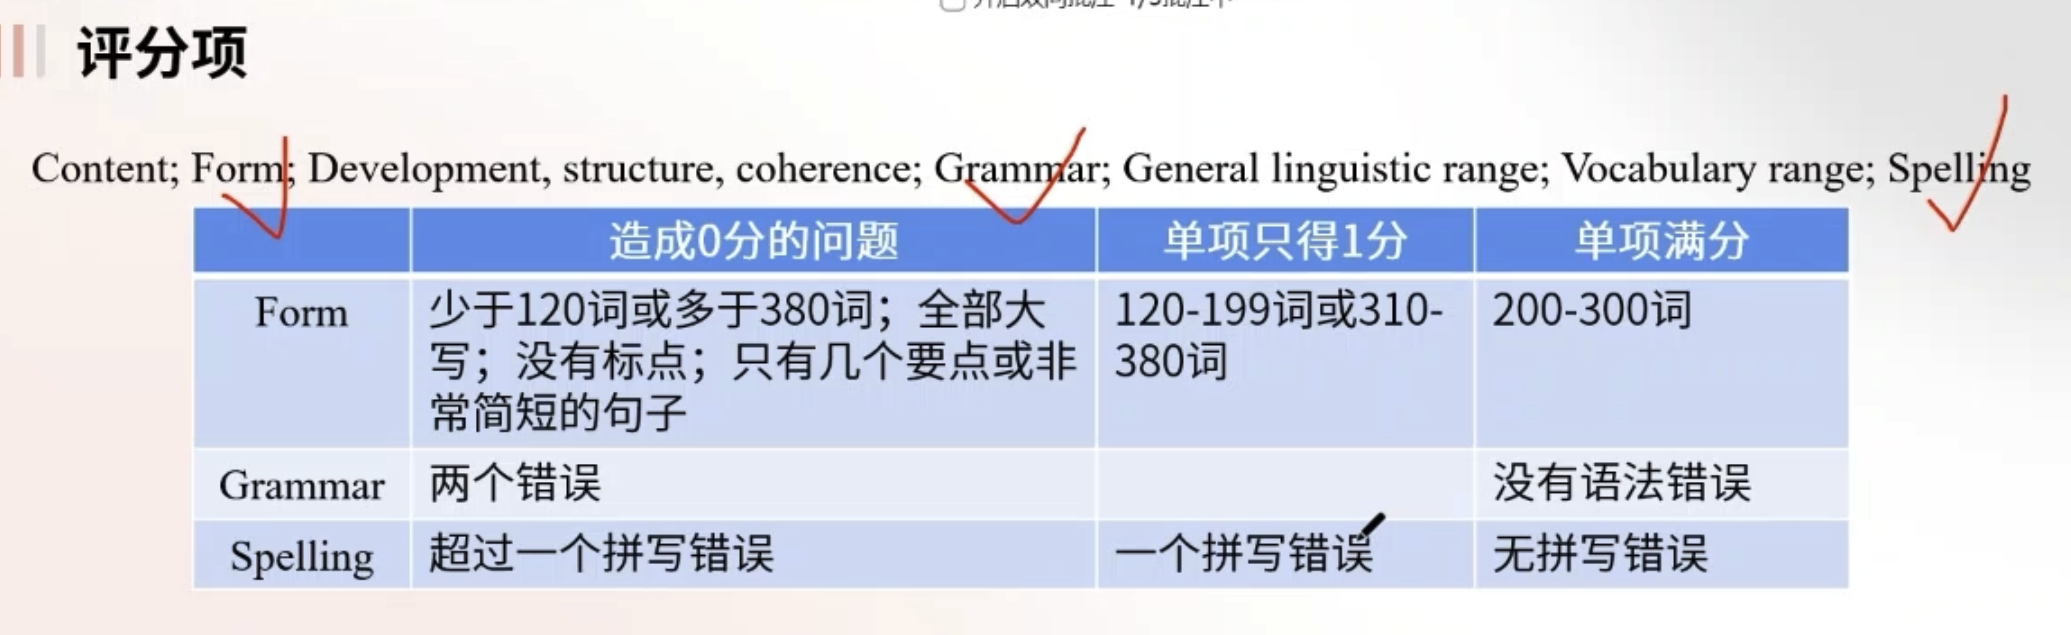 评分项
Content; Form; Development, structure, coherence; Grammar; General linguistic range; Vocabulary range; Spelling
造成0分的问题 单项只得1分 单项满分
Form 少于120词或多于380词；全部大 120-199词或310- 200-300词
写；没有标点；只有几个要点或非 380词
常简短的句子
Grammar 两个错误 没有语法错误
Spelling 超过一个拼写错误 一个拼写错误 无拼写错误